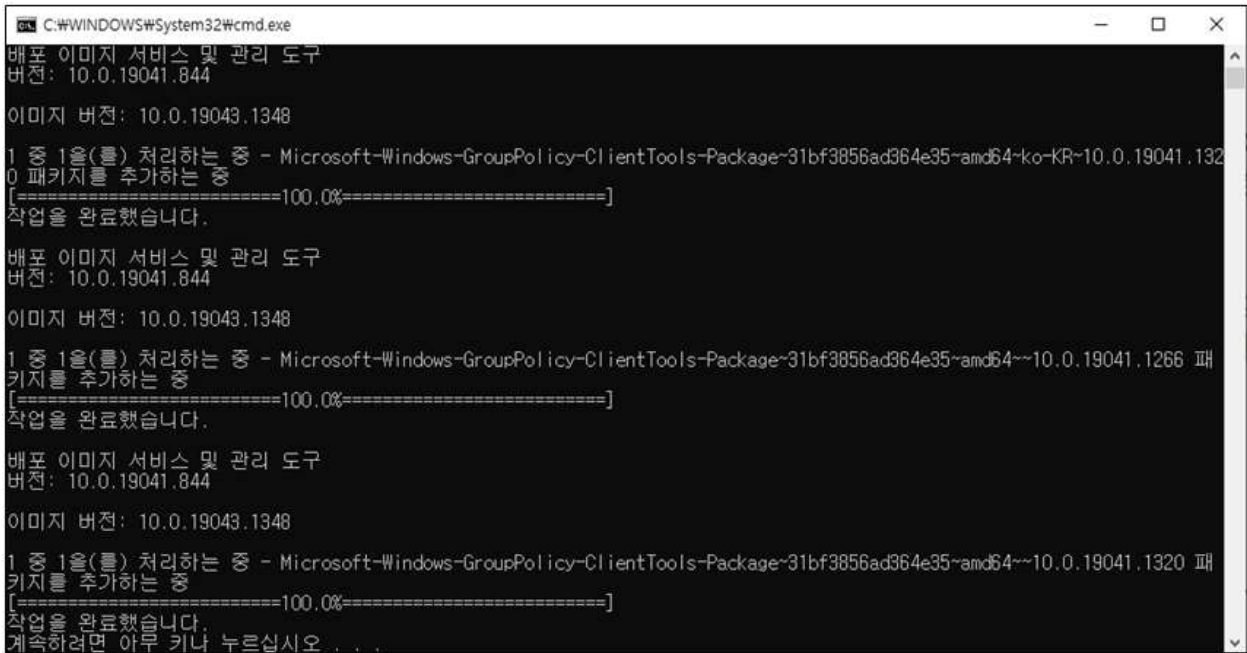 C:₩WINDOWS₩System32₩cmd.exe
배포 이미지 서비스 및 관리 도구
버전: 10.0.19041.844
이미지 버전: 10.0.19043.1348
1 중 1을(를) 처리하는 중 - Microsoft-Windows-GroupPolicy-ClientTools-Package~31bf3856ad364e35~amd64~ko-KR~10.0.19041.132
0 패키지를 추가하는 중
[==========================100.0%==========================]
작업을 완료했습니다.
배포 이미지 서비스 및 관리 도구
버전: 10.0.19041.844
이미지 버전: 10.0.19043.1348
1 중 1을(를) 처리하는 중 - Microsoft-Windows-GroupPolicy-ClientTools-Package~31bf3856ad364e35~amd64~~10.0.19041.1266 패
키지를 추가하는 중
[==========================100.0%==========================]
작업을 완료했습니다.
배포 이미지 서비스 및 관리 도구
버전: 10.0.19041.844
이미지 버전: 10.0.19043.1348
1 중 1을(를) 처리하는 중 - Microsoft-Windows-GroupPolicy-ClientTools-Package~31bf3856ad364e35~amd64~~10.0.19041.1320 패
키지를 추가하는 중
[==========================100.0%==========================]
작업을 완료했습니다.
계속하려면 아무 키나 누르십시오 . . .